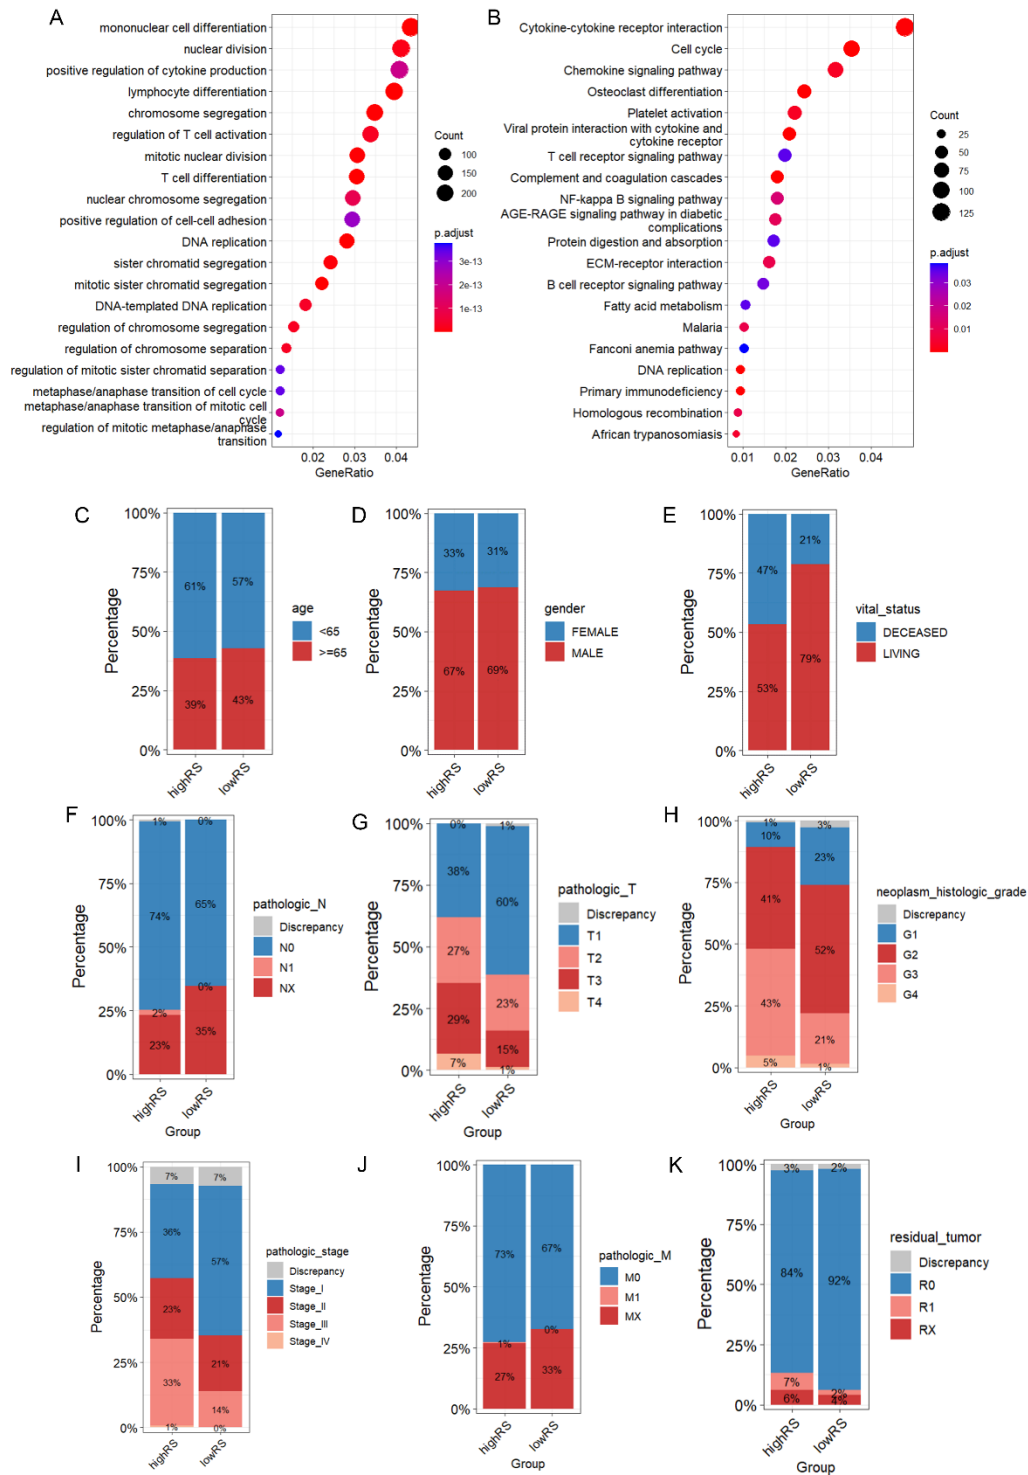 A
mononuclear cell differentiation
nuclear division
positive regulation of cytokine production
lymphocyte differentiation
chromosome segregation
regulation of T cell activation
mitotic nuclear division
T cell differentiation
nuclear chromosome segregation
positive regulation of cell-cell adhesion
DNA replication
sister chromatid segregation
mitotic sister chromatid segregation
DNA-templated DNA replication
regulation of chromosome segregation
regulation of chromosome separation
regulation of mitotic sister chromatid separation
metaphase/anaphase transition of cell cycle
metaphase/anaphase transition of mitotic cell
cycle
regulation of mitotic metaphase/anaphase
transition
0.02 0.03 0.04
GeneRatio
Count
100
150
200
p.adjust
3e-13
2e-13
1e-13
B
Cytokine-cytokine receptor interaction
Cell cycle
Chemokine signaling pathway
Osteoclast differentiation
Platelet activation
Viral protein interaction with cytokine and
cytokine receptor
T cell receptor signaling pathway
Complement and coagulation cascades
NF-kappa B signaling pathway
AGE-RAGE signaling pathway in diabetic
complications
Protein digestion and absorption
ECM-receptor interaction
B cell receptor signaling pathway
Fatty acid metabolism
Malaria
Fanconi anemia pathway
DNA replication
Primary immunodeficiency
Homologous recombination
African trypanosomiasis
0.01 0.02 0.03 0.04
GeneRatio
Count
25
50
75
100
125
p.adjust
0.03
0.02
0.01
C
Percentage
100%
75%
50%
25%
0%
61%
57%
39%
43%
highRS
lowRS
age
<65
>=65
D
Percentage
100%
75%
50%
25%
0%
33%
31%
67%
69%
highRS
lowRS
gender
FEMALE
MALE
E
Percentage
100%
75%
50%
25%
0%
47%
21%
53%
79%
highRS
lowRS
vital_status
DECEASED
LIVING
F
Percentage
100%
75%
50%
25%
0%
1%
0%
74%
65%
2%
0%
23%
35%
highRS
lowRS
Group
pathologic_N
Discrepancy
N0
N1
NX
G
Percentage
100%
75%
50%
25%
0%
0%
1%
38%
60%
27%
23%
29%
15%
7%
1%
highRS
lowRS
Group
pathologic_T
Discrepancy
T1
T2
T3
T4
H
Percentage
100%
75%
50%
25%
0%
1%
3%
10%
23%
41%
52%
43%
21%
5%
1%
highRS
lowRS
Group
neoplasm_histologic_grade
Discrepancy
G1
G2
G3
G4
I
Percentage
100%
75%
50%
25%
0%
7%
7%
36%
57%
23%
21%
33%
14%
1%
0%
highRS
lowRS
Group
pathologic_stage
Discrepancy
Stage_I
Stage_II
Stage_III
Stage_IV
J
Percentage
100%
75%
50%
25%
0%
73%
67%
1%
0%
27%
33%
highRS
lowRS
Group
pathologic_M
M0
M1
MX
K
Percentage
100%
75%
50%
25%
0%
3%
2%
84%
92%
7%
2%
6%
4%
highRS
lowRS
Group
residual_tumor
Discrepancy
R0
R1
RX